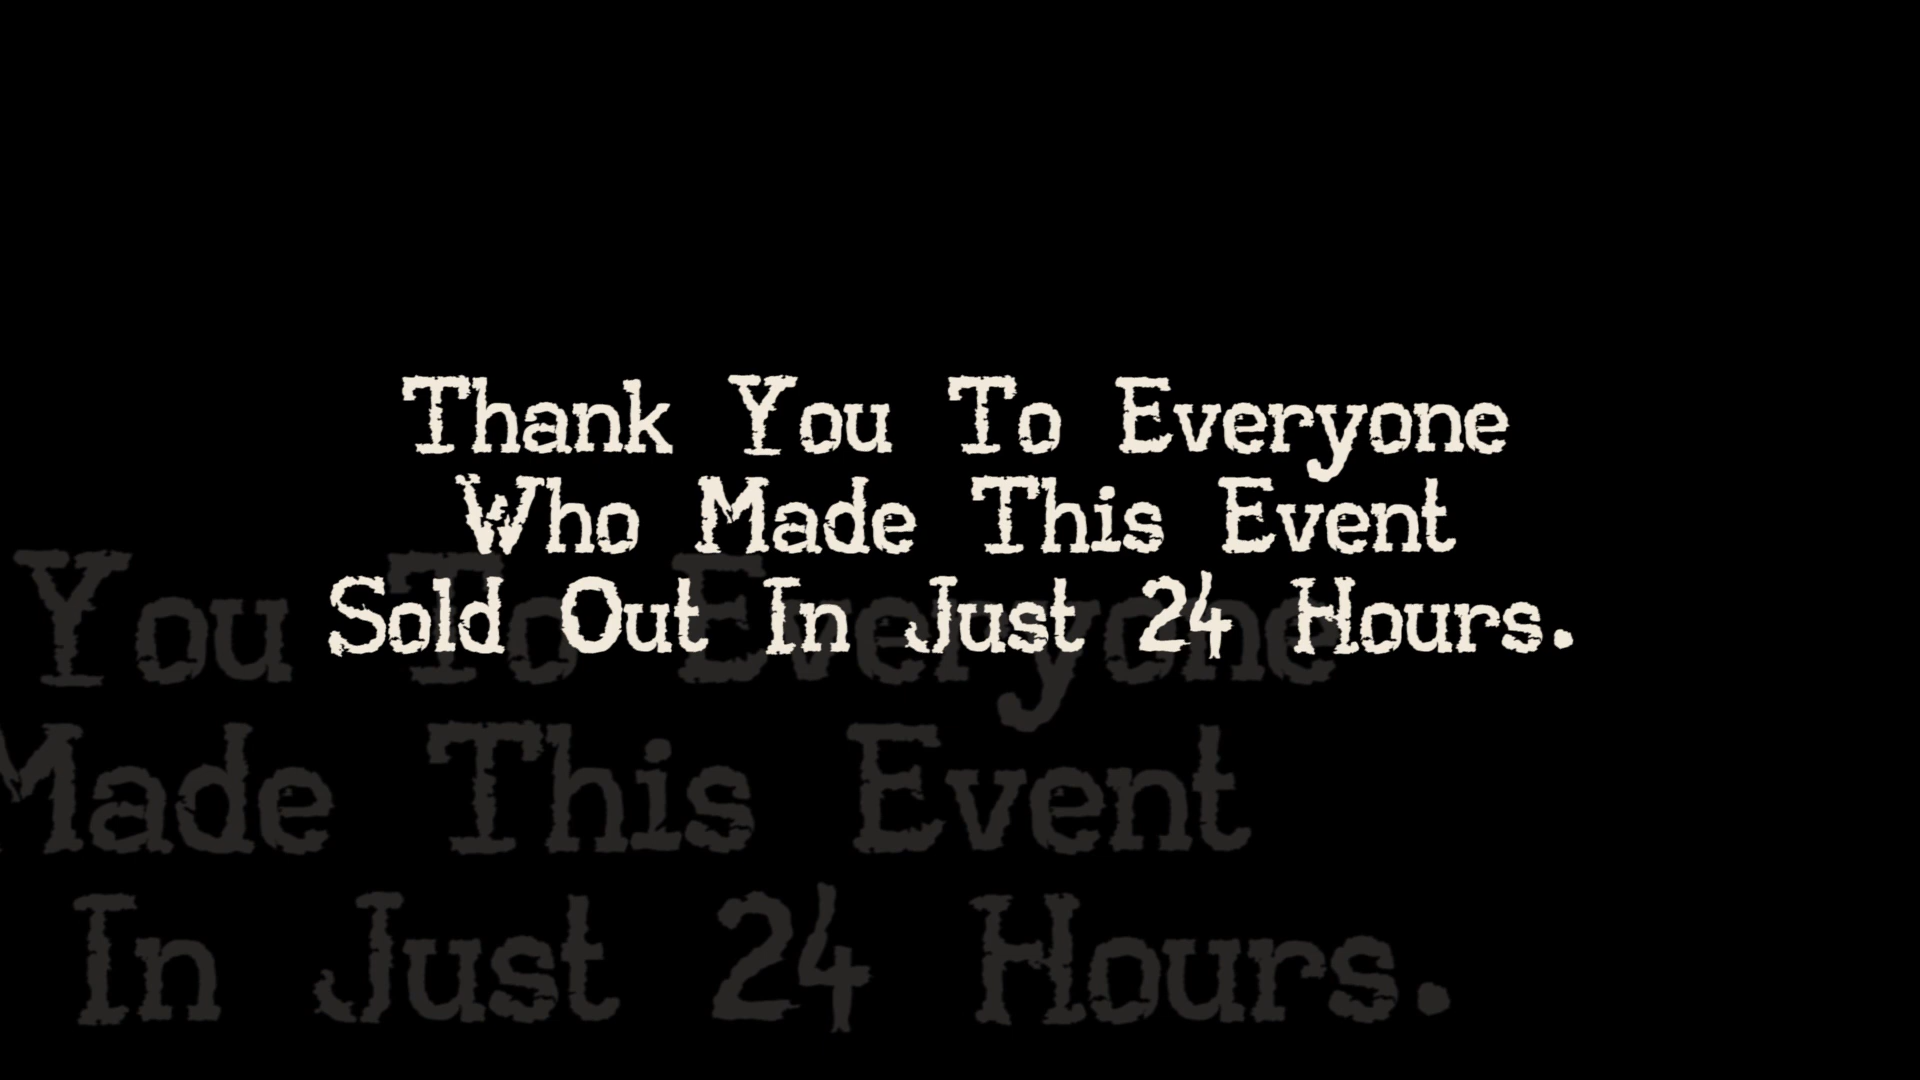 Thank You To Everyone
Who Made This Event
Sold Out In Just 24 Hours.
You To Everyone
Made This Event
In Just 24 Hours.